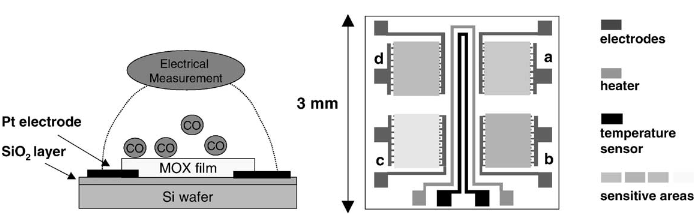 Electrical
Measurement
Pt electrode
SiO2 layer
CO
CO
CO
CO
MOX film
Si wafer
3 mm
d
a
c
b
electrodes
heater
temperature
sensor
sensitive areas